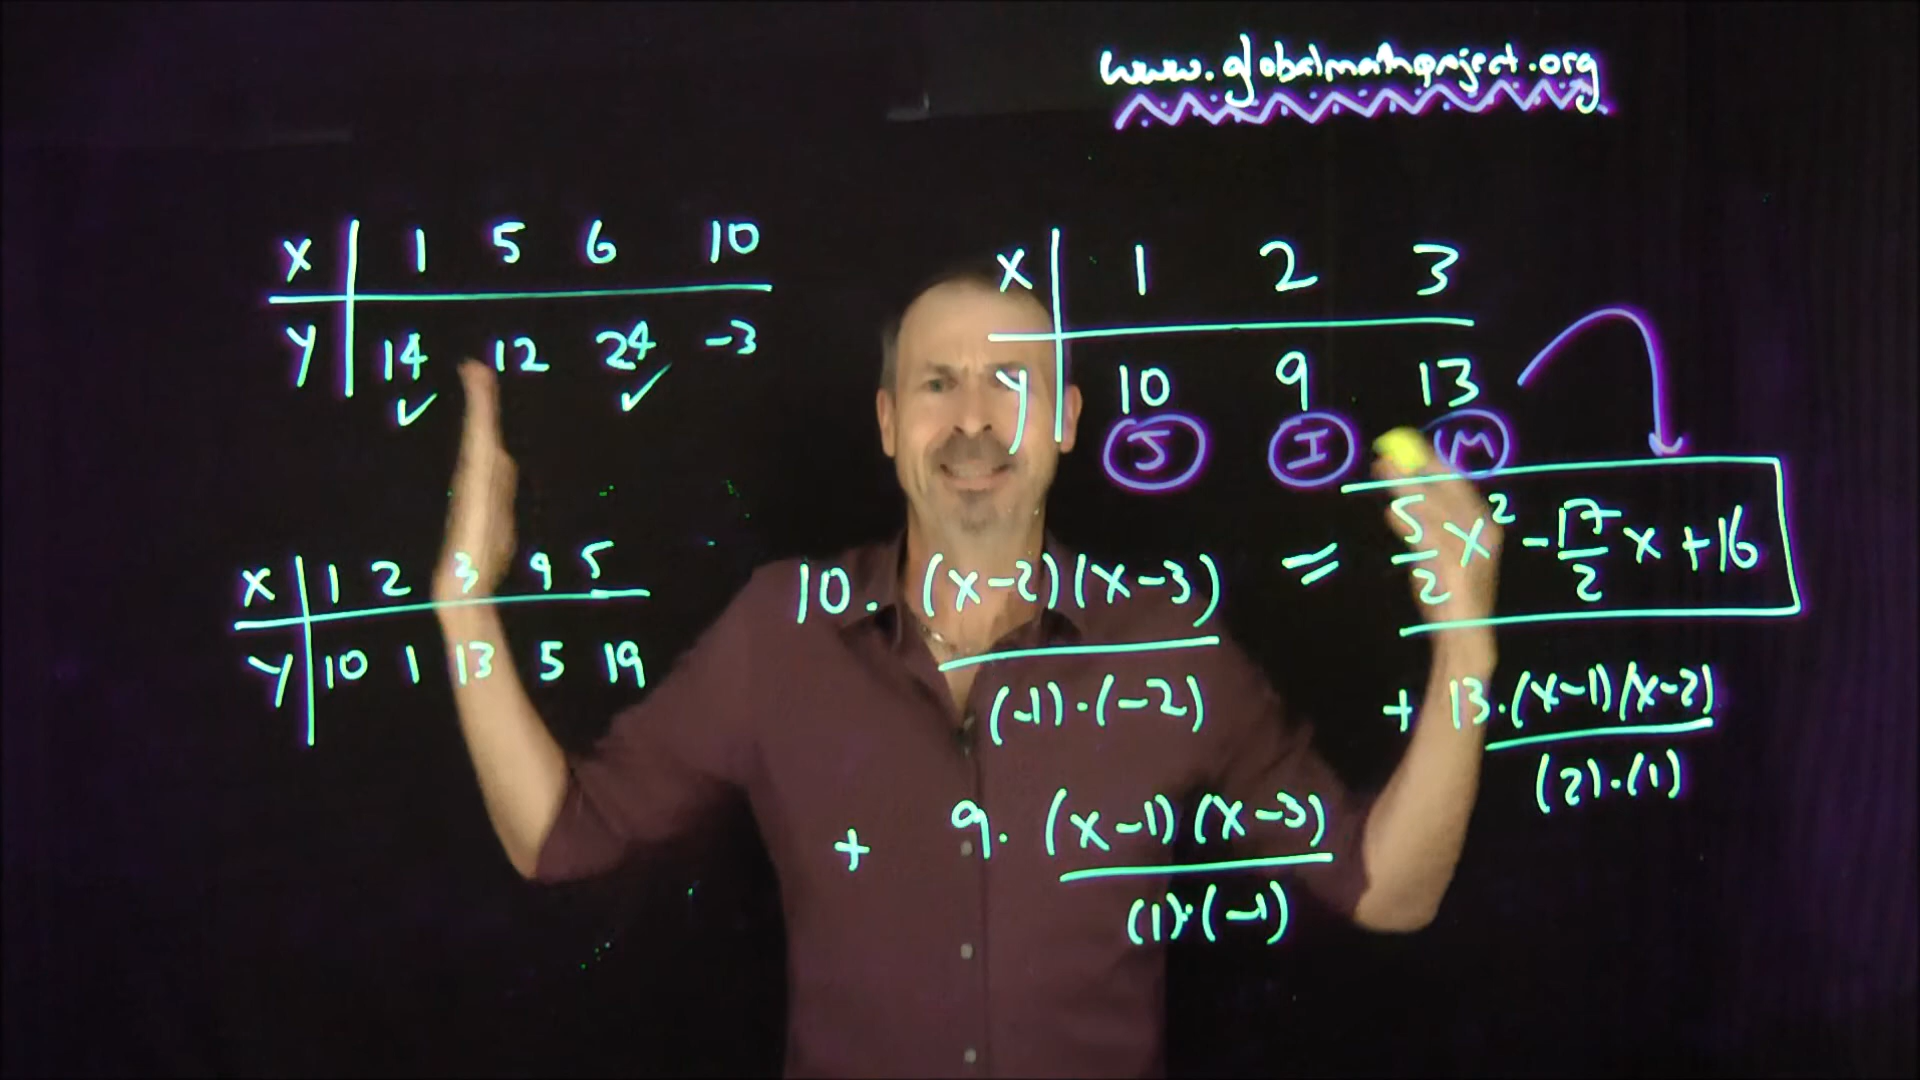 www.globalmathproject.org
x | 1 5 6 10
y | 14 12 24 -3
✓ ✓
x | 1 2 3
y | 10 9 13
J I M
x | 1 2 3 9 5
y | 10 1 13 5 19
10. (x-2)(x-3) / (-1)·(-2) = 5/2 x² - 17/2 x + 16
+ 9. (x-1)(x-3) / (1)·(-1)
+ 13·(x-1)(x-2) / (2)·(1)